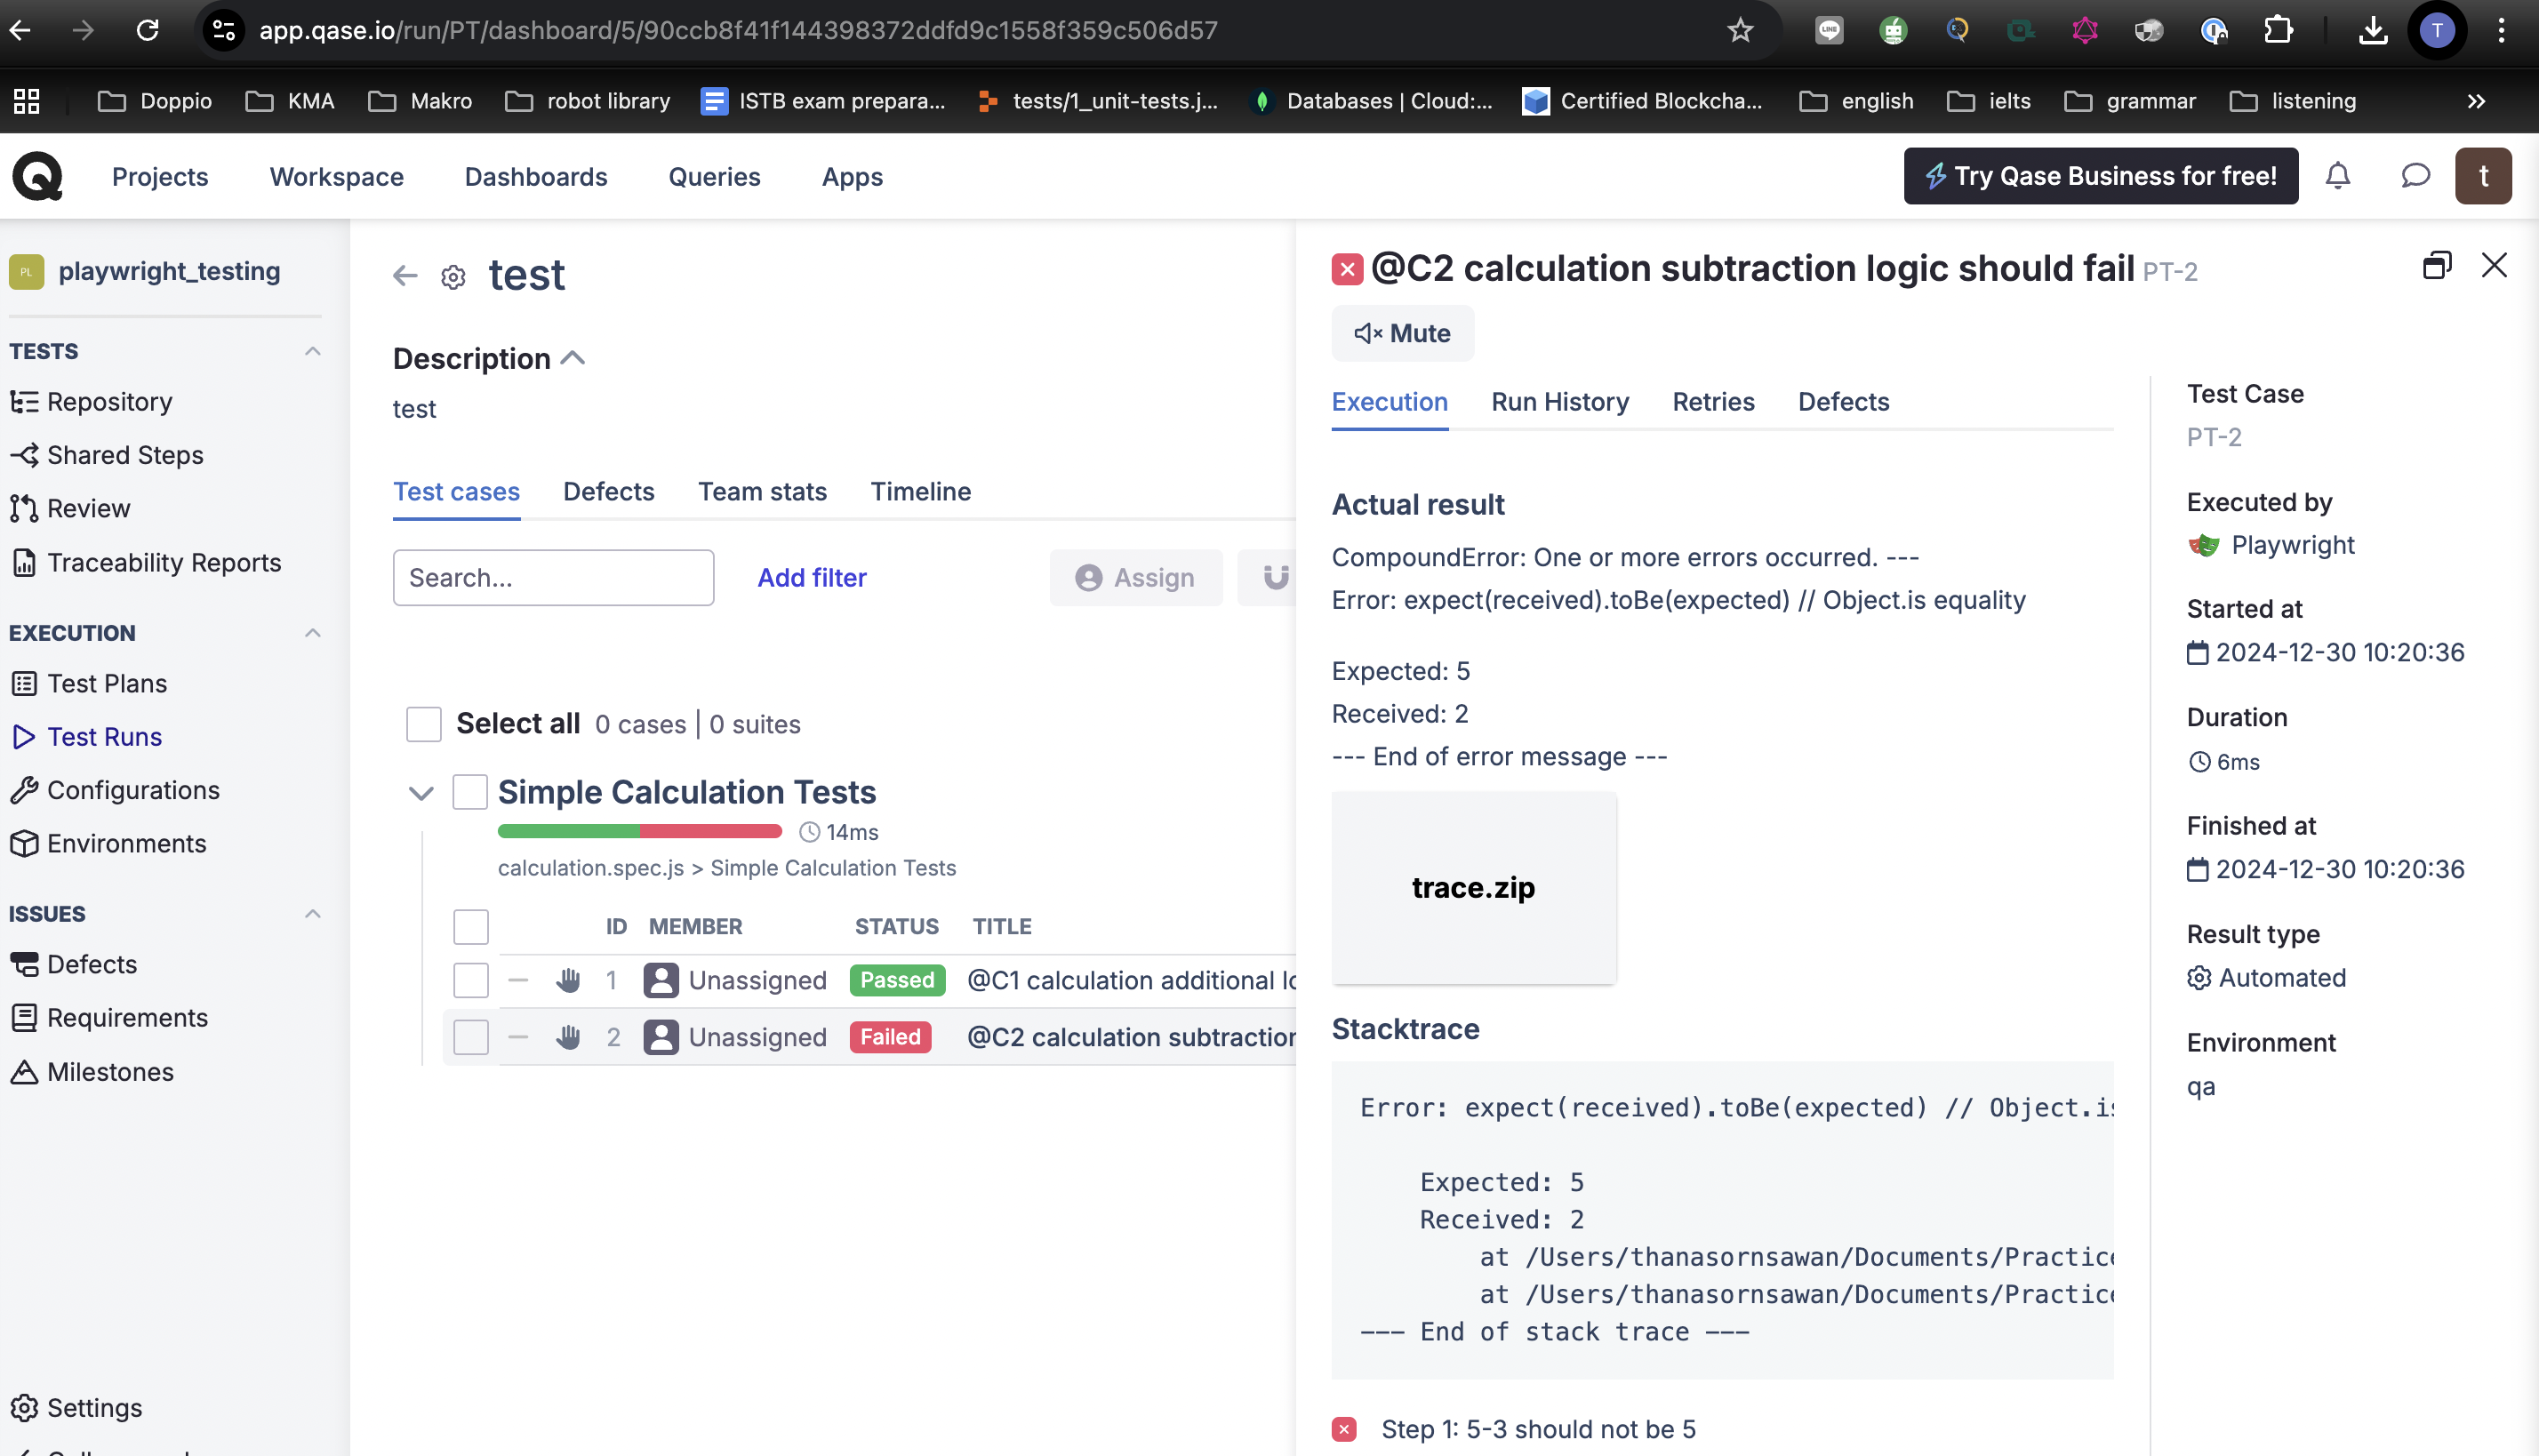 app.qase.io/run/PT/dashboard/5/90ccb8f41f144398372ddfd9c1558f359c506d57
T
Doppio
KMA
Makro
robot library
ISTB exam prepara...
tests/1_unit-tests.j...
Databases | Cloud:...
Certified Blockcha...
english
ielts
grammar
listening
Projects
Workspace
Dashboards
Queries
Apps
Try Qase Business for free!
t
PL
playwright_testing
TESTS
Repository
Shared Steps
Review
Traceability Reports
EXECUTION
Test Plans
Test Runs
Configurations
Environments
ISSUES
Defects
Requirements
Milestones
Settings
test
Description
test
Test cases
Defects
Team stats
Timeline
Search...
Add filter
Assign
Select all 0 cases | 0 suites
Simple Calculation Tests
14ms
calculation.spec.js > Simple Calculation Tests
ID MEMBER STATUS TITLE
1 Unassigned Passed @C1 calculation additional lo
2 Unassigned Failed @C2 calculation subtraction
@C2 calculation subtraction logic should fail PT-2
Mute
Execution
Run History
Retries
Defects
Actual result
CompoundError: One or more errors occurred. ---
Error: expect(received).toBe(expected) // Object.is equality
Expected: 5
Received: 2
--- End of error message ---
trace.zip
Stacktrace
Error: expect(received).toBe(expected) // Object.is
Expected: 5
Received: 2
at /Users/thanasornsawan/Documents/Practice
at /Users/thanasornsawan/Documents/Practice
--- End of stack trace ---
Step 1: 5-3 should not be 5
Test Case
PT-2
Executed by
Playwright
Started at
2024-12-30 10:20:36
Duration
6ms
Finished at
2024-12-30 10:20:36
Result type
Automated
Environment
qa